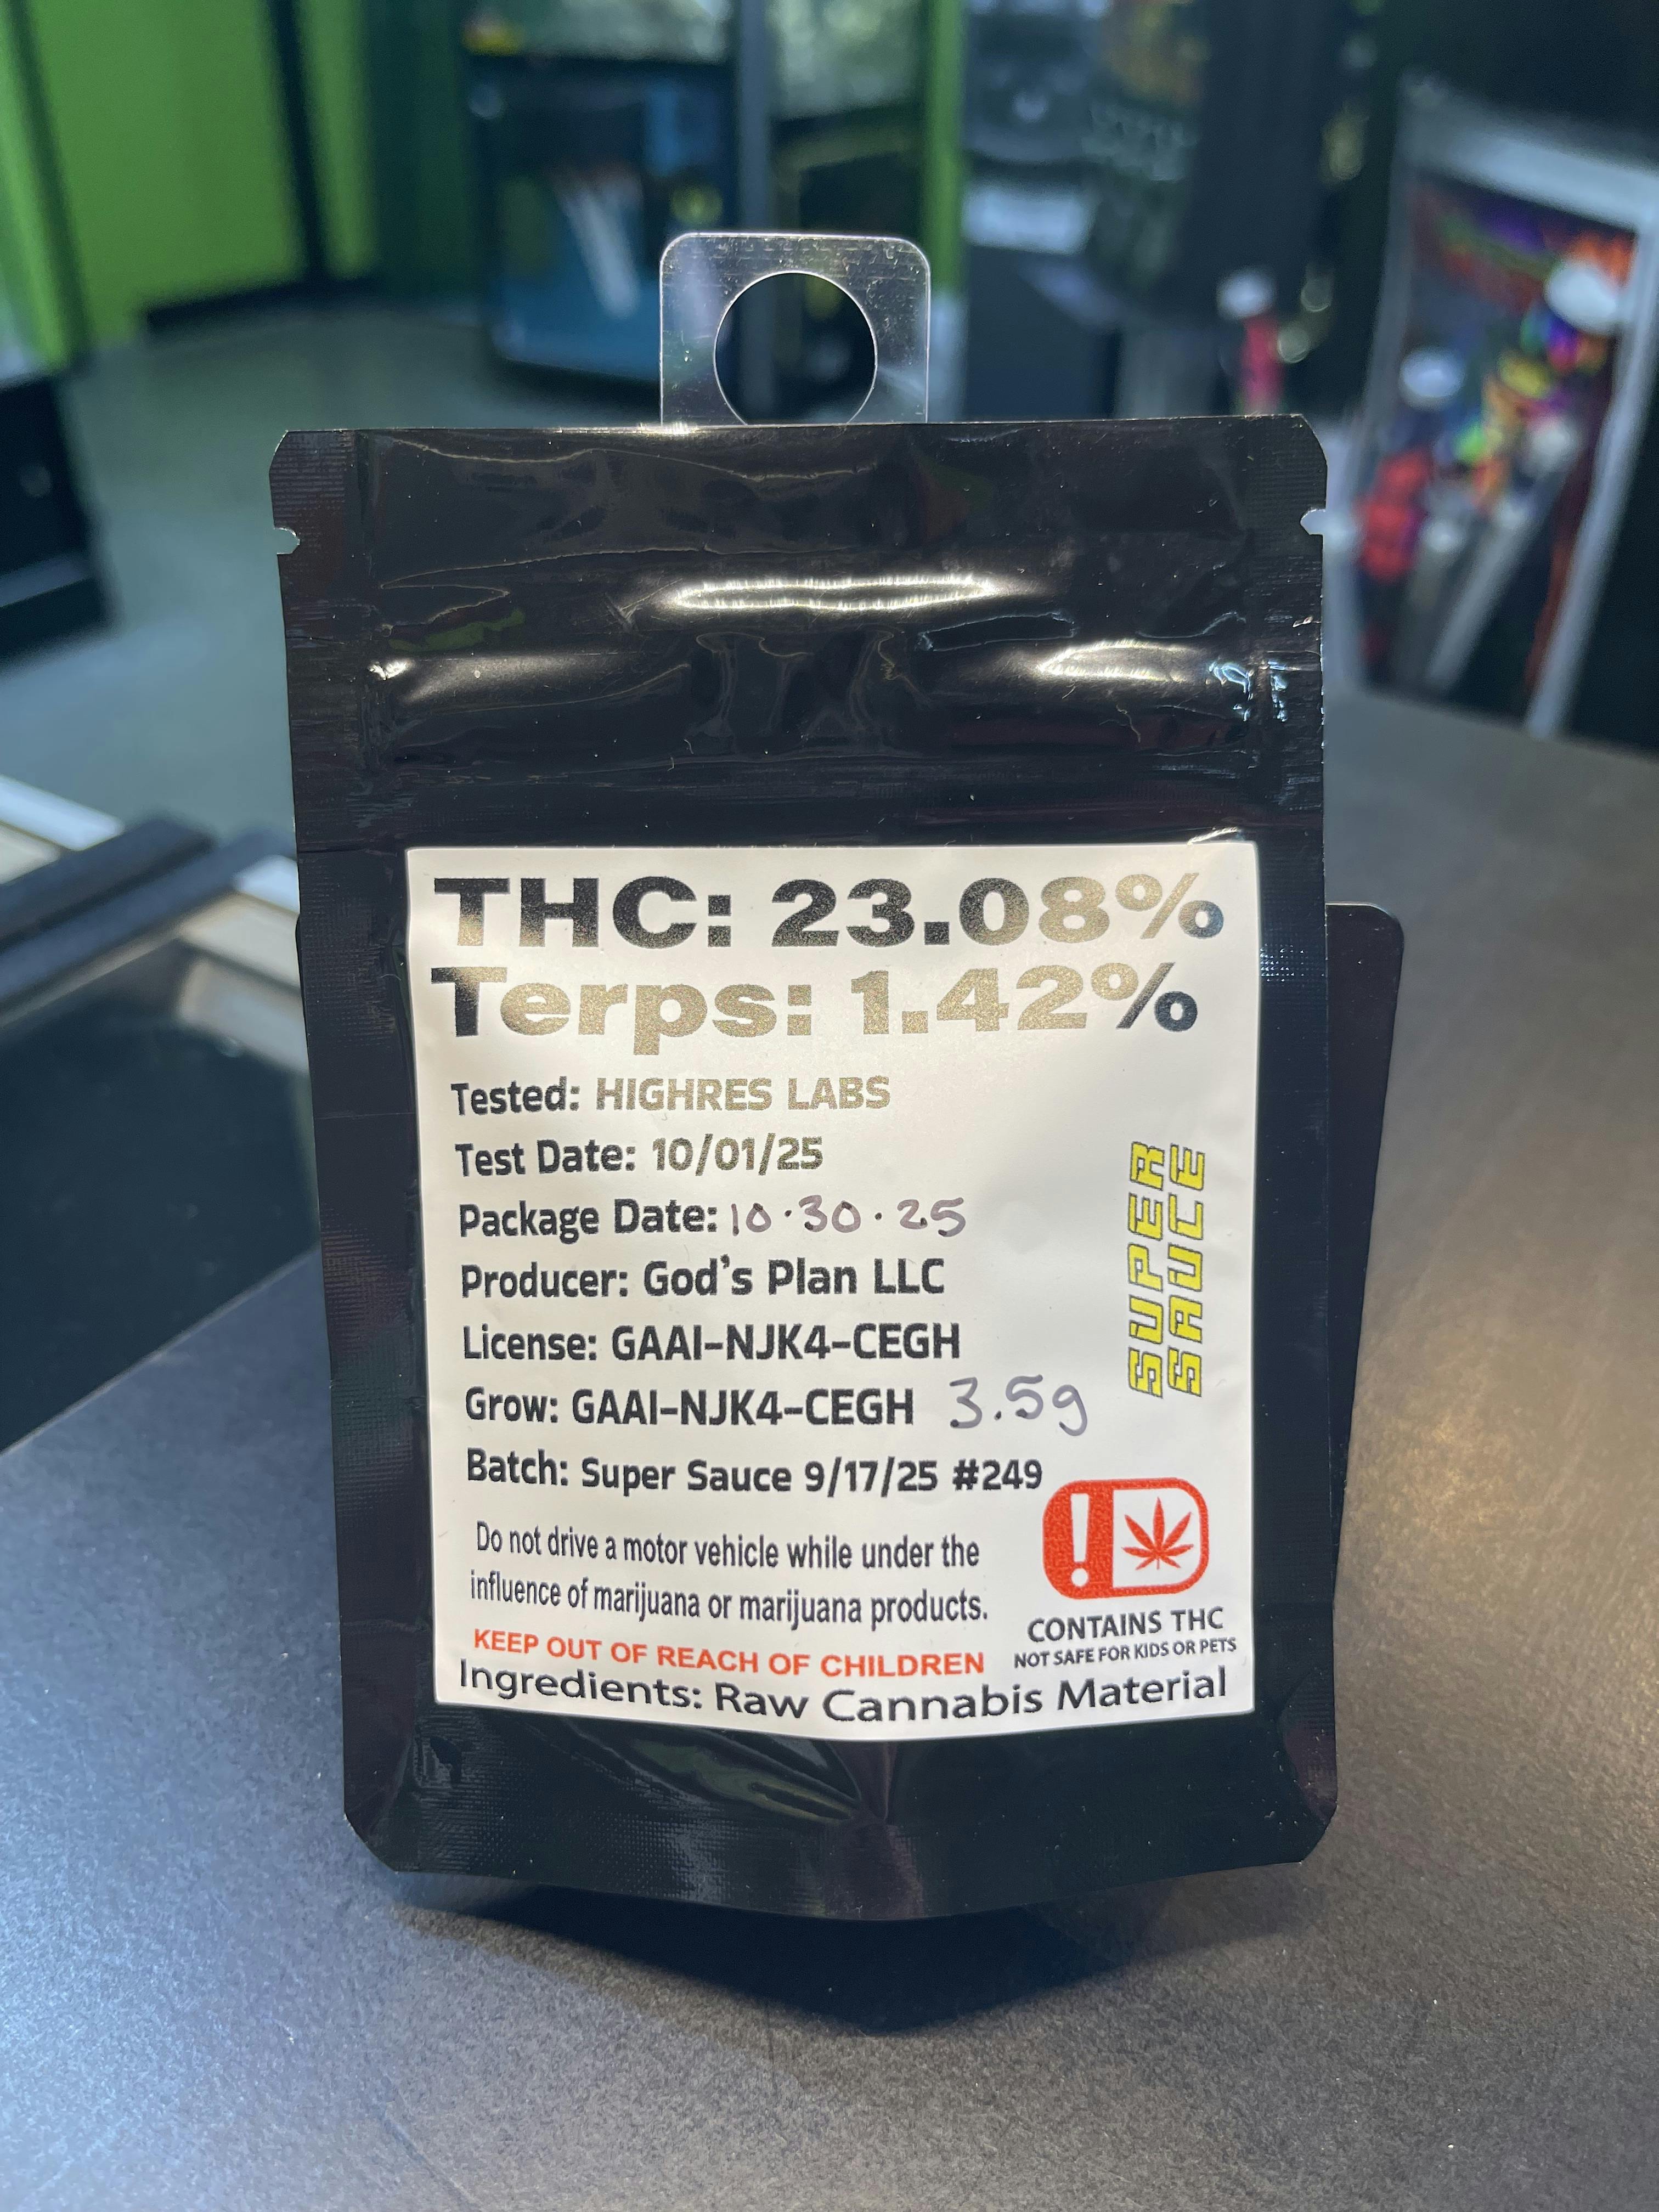 THC: 23.08%
Terps: 1.42%
Tested: HIGHRES LABS
Test Date: 10/01/25
Package Date: 10·30·25
Producer: God's Plan LLC
License: GAAI-NJK4-CEGH
Grow: GAAI-NJK4-CEGH 3.5g
Batch: Super Sauce 9/17/25 #249
SUPER
SAUCE
Do not drive a motor vehicle while under the
influence of marijuana or marijuana products.
KEEP OUT OF REACH OF CHILDREN
!
CONTAINS THC
NOT SAFE FOR KIDS OR PETS
Ingredients: Raw Cannabis Material